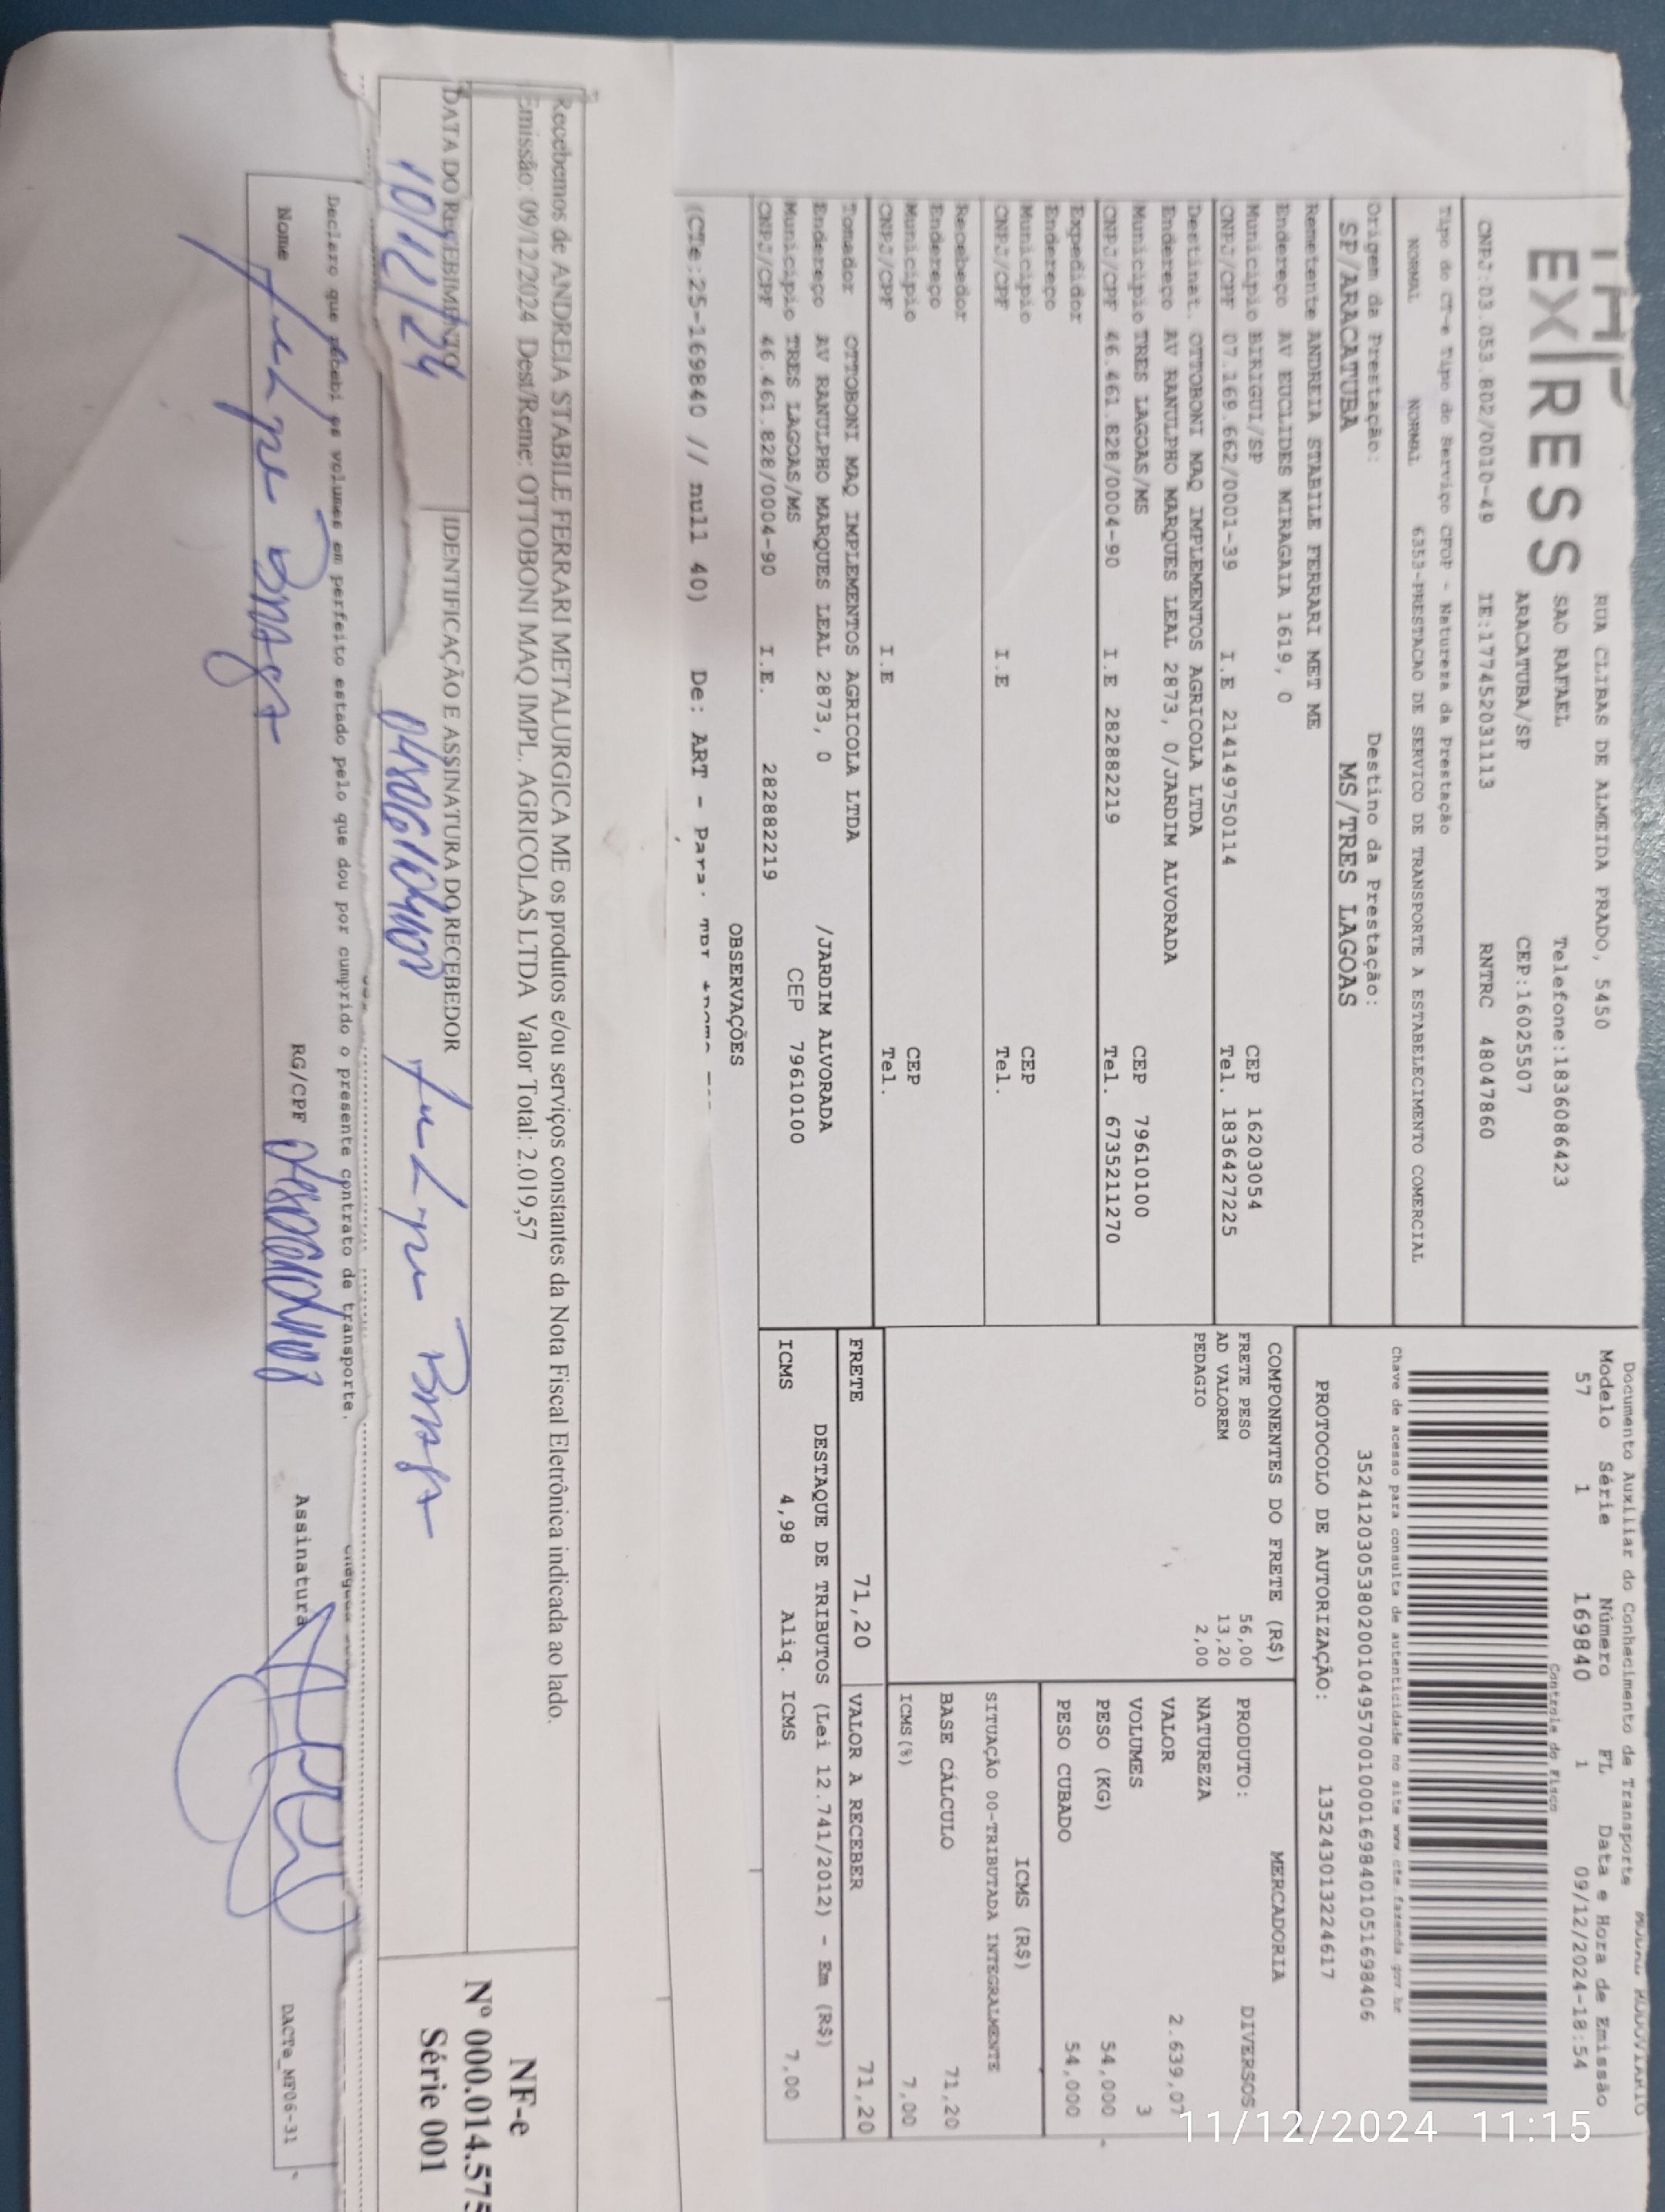 EXPRESS
RUA CLIBAS DE ALMEIDA PRADO, 5450
SAO RAFAEL Telefone:1836086423
ARACATUBA/SP CEP:16025507
CNPJ:03.053.802/0010-49 IE:177452031113 RNTRC 48047860
Tipo do CT-e Tipo do Serviço CFOP - Natureza da Prestação
NORMAL NORMAL 6353-PRESTACAO DE SERVICO DE TRANSPORTE A ESTABELECIMENTO COMERCIAL
Origem da Prestação: Destino da Prestação:
SP/ARACATUBA MS/TRES LAGOAS
Remetente ANDREIA STABILE FERRARI MET ME
Endereço AV EUCLIDES MIRAGAIA 1619, 0
Município BIRIGUI/SP CEP 16203054
CNPJ/CPF 07.169.662/0001-39 I.E 214149750114 Tel. 1836427225
Destinat. OTTOBONI MAQ IMPLEMENTOS AGRICOLA LTDA
Endereço AV RANULPHO MARQUES LEAL 2873, 0/JARDIM ALVORADA
Município TRES LAGOAS/MS CEP 79610100
CNPJ/CPF 46.461.828/0004-90 I.E 282882219 Tel. 6735211270
Expedidor
Endereço
Município CEP
CNPJ/CPF I.E Tel.
Recebedor
Endereço
Município CEP
CNPJ/CPF I.E Tel.
Tomador OTTOBONI MAQ IMPLEMENTOS AGRICOLA LTDA
Endereço AV RANULPHO MARQUES LEAL 2873, 0 /JARDIM ALVORADA
Município TRES LAGOAS/MS CEP 79610100
CNPJ/CPF 46.461.828/0004-90 I.E. 282882219
OBSERVAÇÕES
(CTe:25-169840 // null 40) De: ART - Para:
MODAL RODOVIARIO
Documento Auxiliar do Conhecimento de Transporte
Modelo Série Número FL Data e Hora de Emissão
57 1 169840 1 09/12/2024-18:54
Controle do Fisco
Chave de acesso para consulta de autenticidade no site www.cte.fazenda.gov.br
35241203053802001049570010001698401051698406
PROTOCOLO DE AUTORIZAÇÃO: 135243013224617
COMPONENTES DO FRETE (R$)
FRETE PESO 56,00
AD VALOREM 13,20
PEDAGIO 2,00
MERCADORIA
PRODUTO: DIVERSOS
NATUREZA
VALOR 2.639,07
VOLUMES 3
PESO (KG) 54,000
PESO CUBADO 54,000
ICMS (R$)
SITUAÇÃO 00-TRIBUTADA INTEGRALMENTE
BASE CÁLCULO 71,20
ICMS(%) 7,00
FRETE 71,20 VALOR A RECEBER 71,20
DESTAQUE DE TRIBUTOS (Lei 12.741/2012) - Em (R$)
ICMS 4,98 Aliq. ICMS 7,00
Recebemos de ANDREIA STABILE FERRARI METALURGICA ME os produtos e/ou serviços constantes da Nota Fiscal Eletrônica indicada ao lado.
Emissão: 09/12/2024 Dest/Reme: OTTOBONI MAQ IMPL. AGRICOLAS LTDA Valor Total: 2.019,57
DATA DO RECEBIMENTO IDENTIFICAÇÃO E ASSINATURA DO RECEBEDOR
10/12/24
NF-e
Nº 000.014.575
Série 001
Declaro que recebi os volumes em perfeito estado pelo que dou por cumprido o presente contrato de transporte.
Nome RG/CPF Assinatura
DACTe_MF06-31
11/12/2024 11:15